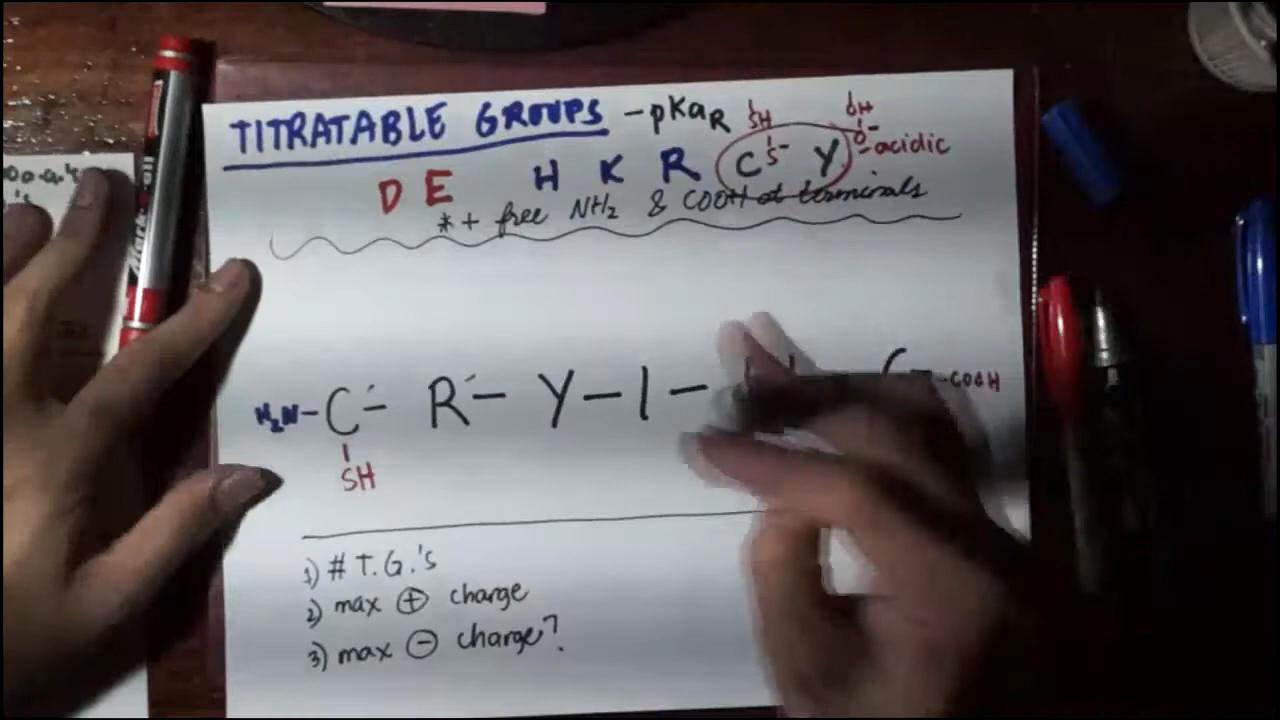 TITRATABLE GROUPS - pKaR
SH OH
S⁻ O⁻
D E H K R C Y - acidic
* + free NH2 & COOH at terminals
H2N - C - R - Y - I - - COOH
SH
1) # T.G.'s
2) max ⊕ charge
3) max ⊖ charge?